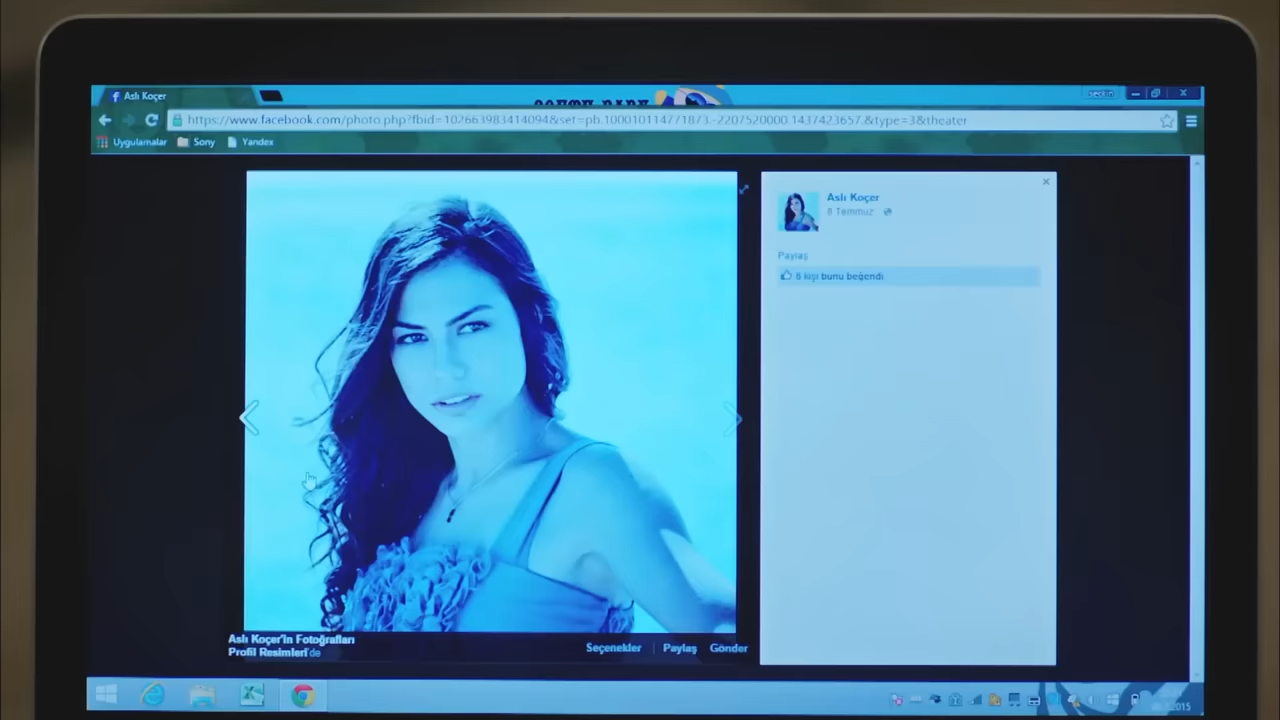 Aslı Koçer
https://www.facebook.com/photo.php?fbid=102663983414094&set=pb.100010114771873.-2207520000.1437423657.&type=3&theater
Uygulamalar Sony Yandex
Aslı Koçer
8 Temmuz
Paylaş
6 kişi bunu beğendi
Aslı Koçer'in Fotoğrafları
Profil Resimleri'de
Seçenekler Paylaş Gönder